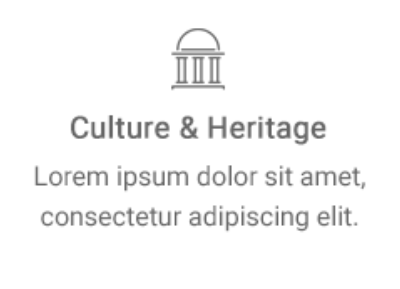 Culture & Heritage
Lorem ipsum dolor sit amet,
consectetur adipiscing elit.